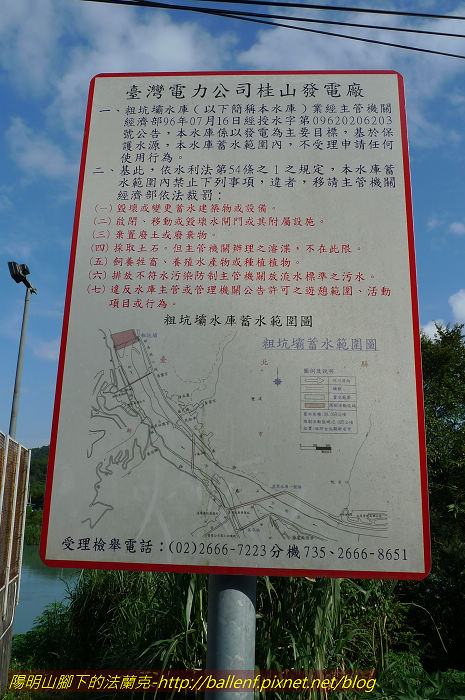 臺灣電力公司桂山發電廠
一、粗坑壩水庫（以下簡稱本水庫）業經主管機關
經濟部96年07月16日經授水字第09620206203
號公告，本水庫係以發電為主要目標，基於保
護水源，本水庫蓄水範圍內，不受理申請任何
使用行為。
二、基此，依水利法第54條之1之規定，本水庫蓄
水範圍內禁止下列事項，違者，移請主管機關
經濟部依法裁罰：
(一) 毀壞或變更蓄水建築物或設備。
(二) 啟閉、移動或毀壞水閘門或其附屬設施。
(三) 棄置廢土或廢棄物。
(四) 採取土石。但主管機關辦理之濬渫，不在此限。
(五) 飼養牲畜、養殖水產物或種植植物。
(六) 排放不符水污染防制主管機關放流水標準之污水。
(七) 違反水庫主管或管理機關公告許可之遊憩範圍、活動
項目或行為。
粗坑壩水庫蓄水範圍圖
粗坑壩蓄水範圍圖
粗坑壩
臺
北
縣
圖例及說明
受理檢舉電話：(02)2666-7223分機735、2666-8651
陽明山腳下的法蘭克-http://ballenf.pixnet.net/blog